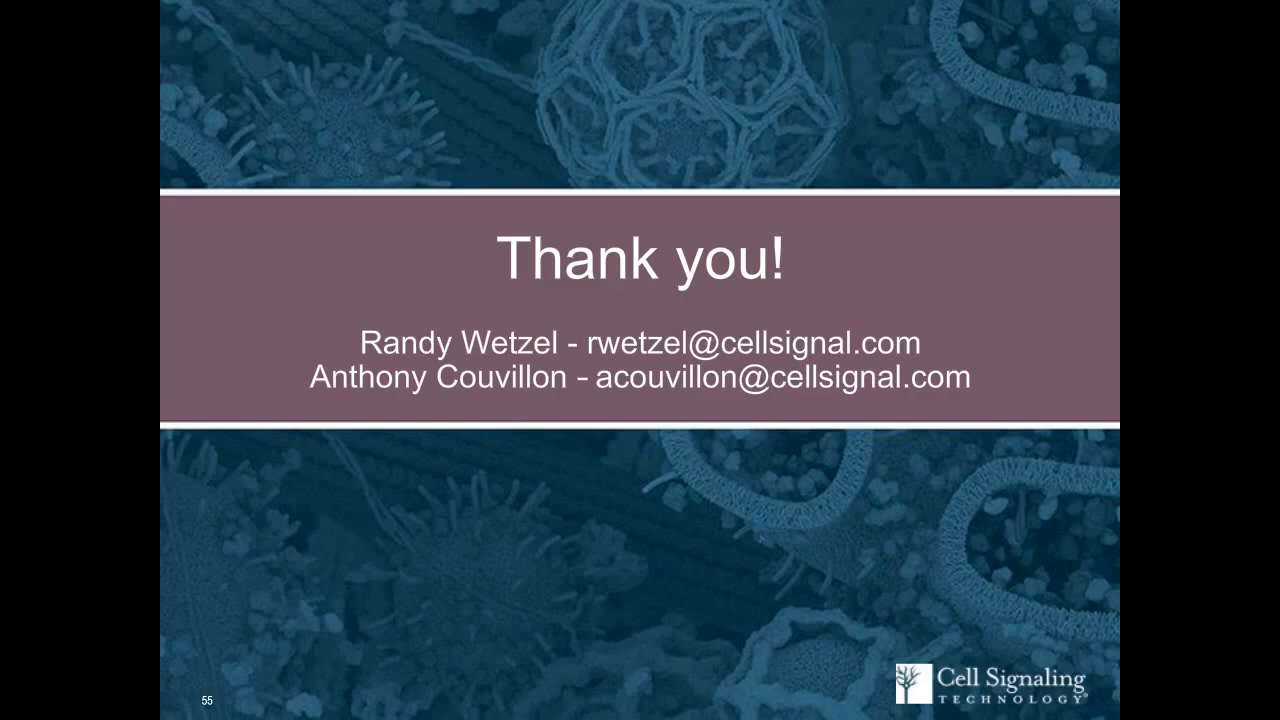 Thank you!
Randy Wetzel - rwetzel@cellsignal.com
Anthony Couvillon – acouvillon@cellsignal.com
55
Cell Signaling
TECHNOLOGY®